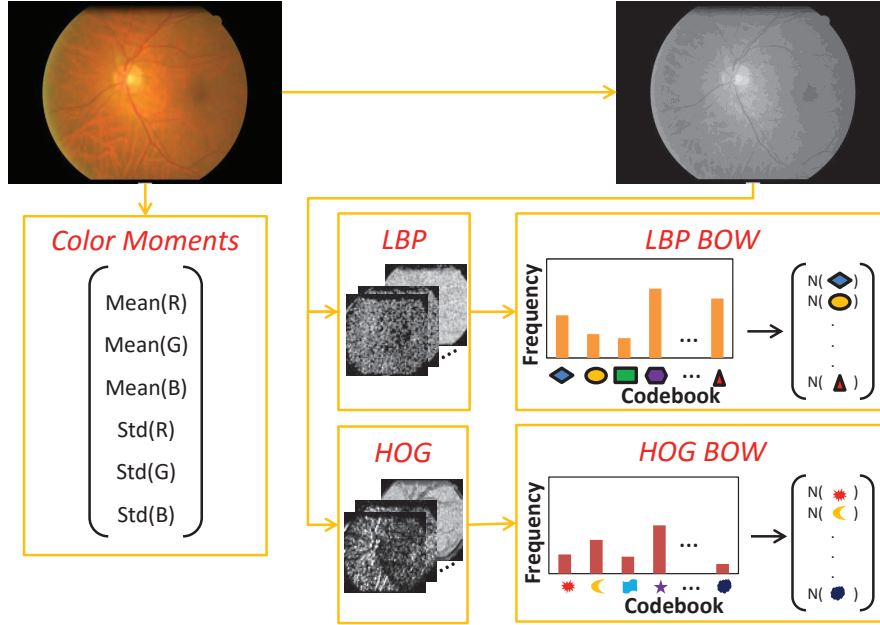 Color Moments
Mean(R)
Mean(G)
Mean(B)
Std(R)
Std(G)
Std(B)
LBP
...
LBP BOW
Frequency
...
...
Codebook
N( )
N( )
.
.
.
N( )
HOG
...
HOG BOW
Frequency
...
...
Codebook
N( )
N( )
.
.
.
N( )